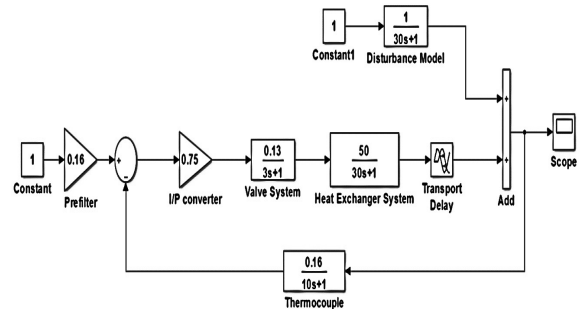 1
Constant1
1
30s+1
Disturbance Model
1
Constant
0.16
Prefilter
+
−
0.75
I/P converter
0.13
3s+1
Valve System
50
30s+1
Heat Exchanger System
Transport
Delay
+
+
Add
Scope
0.16
10s+1
Thermocouple